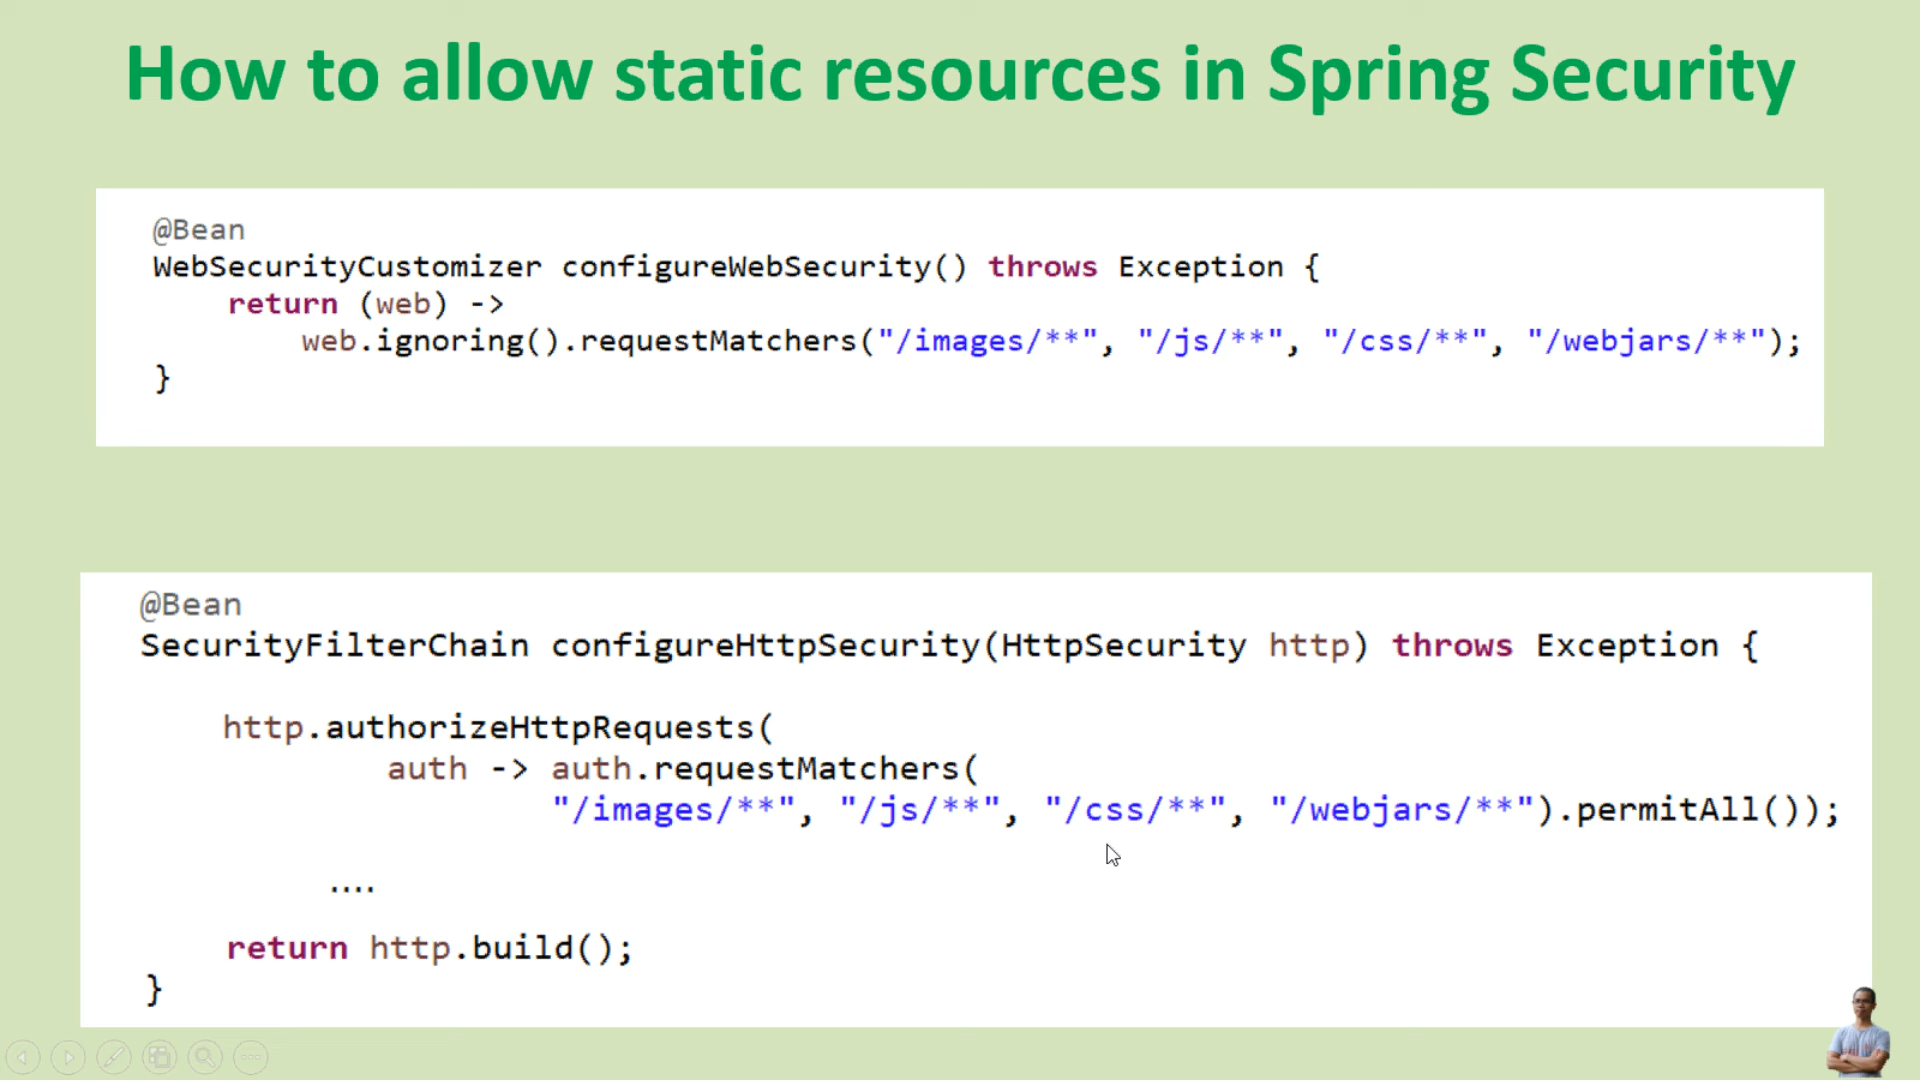 How to allow static resources in Spring Security
@Bean
WebSecurityCustomizer configureWebSecurity() throws Exception {
return (web) ->
web.ignoring().requestMatchers("/images/**", "/js/**", "/css/**", "/webjars/**");
}
@Bean
SecurityFilterChain configureHttpSecurity(HttpSecurity http) throws Exception {
http.authorizeHttpRequests(
auth -> auth.requestMatchers(
"/images/**", "/js/**", "/css/**", "/webjars/**").permitAll());
....
return http.build();
}